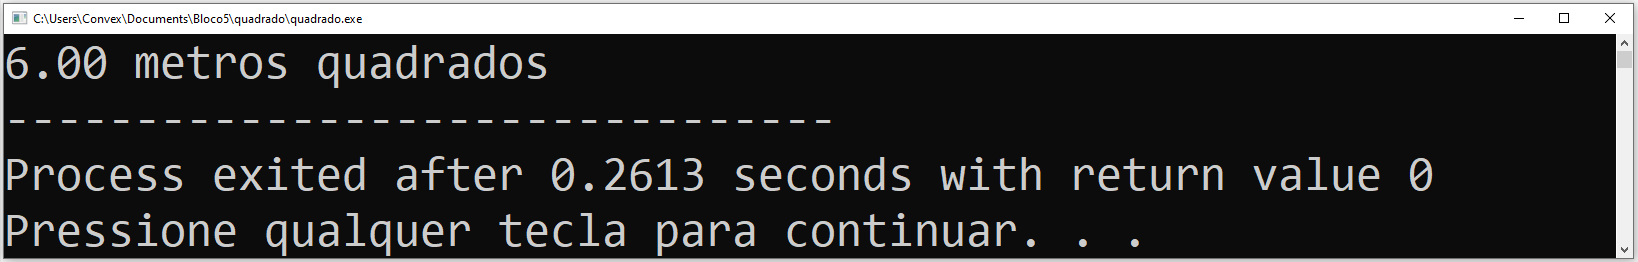 C:\Users\Convex\Documents\Bloco5\quadrado\quadrado.exe
6.00 metros quadrados
--------------------------------
Process exited after 0.2613 seconds with return value 0
Pressione qualquer tecla para continuar. . .